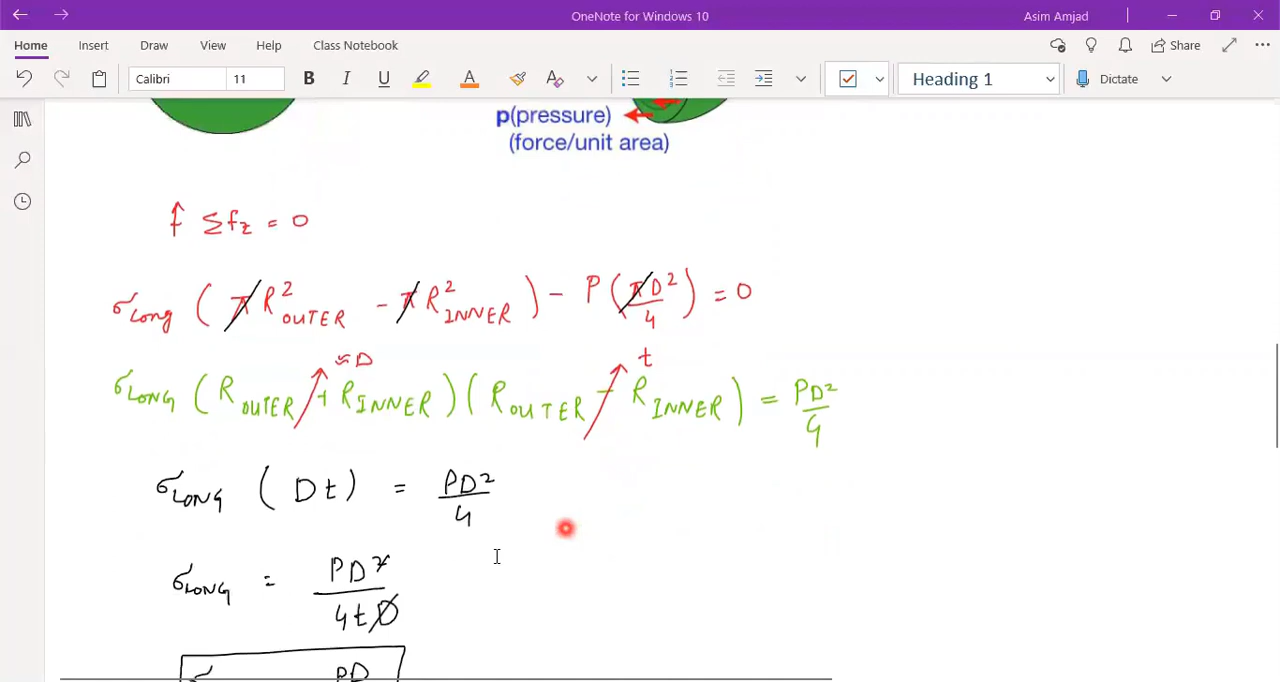 OneNote for Windows 10
Asim Amjad
Home Insert Draw View Help Class Notebook Share
Calibri 11 B I U A A Heading 1 Dictate
p(pressure)
(force/unit area)
↑ Σfz = 0
σLong (πR²OUTER - πR²INNER) - P(πD²/4) = 0
≈D t
σLONG (ROUTER + RINNER)(ROUTER - RINNER) = PD²/4
σLONG (Dt) = PD²/4
σLONG = PD²/4tD
σ PD